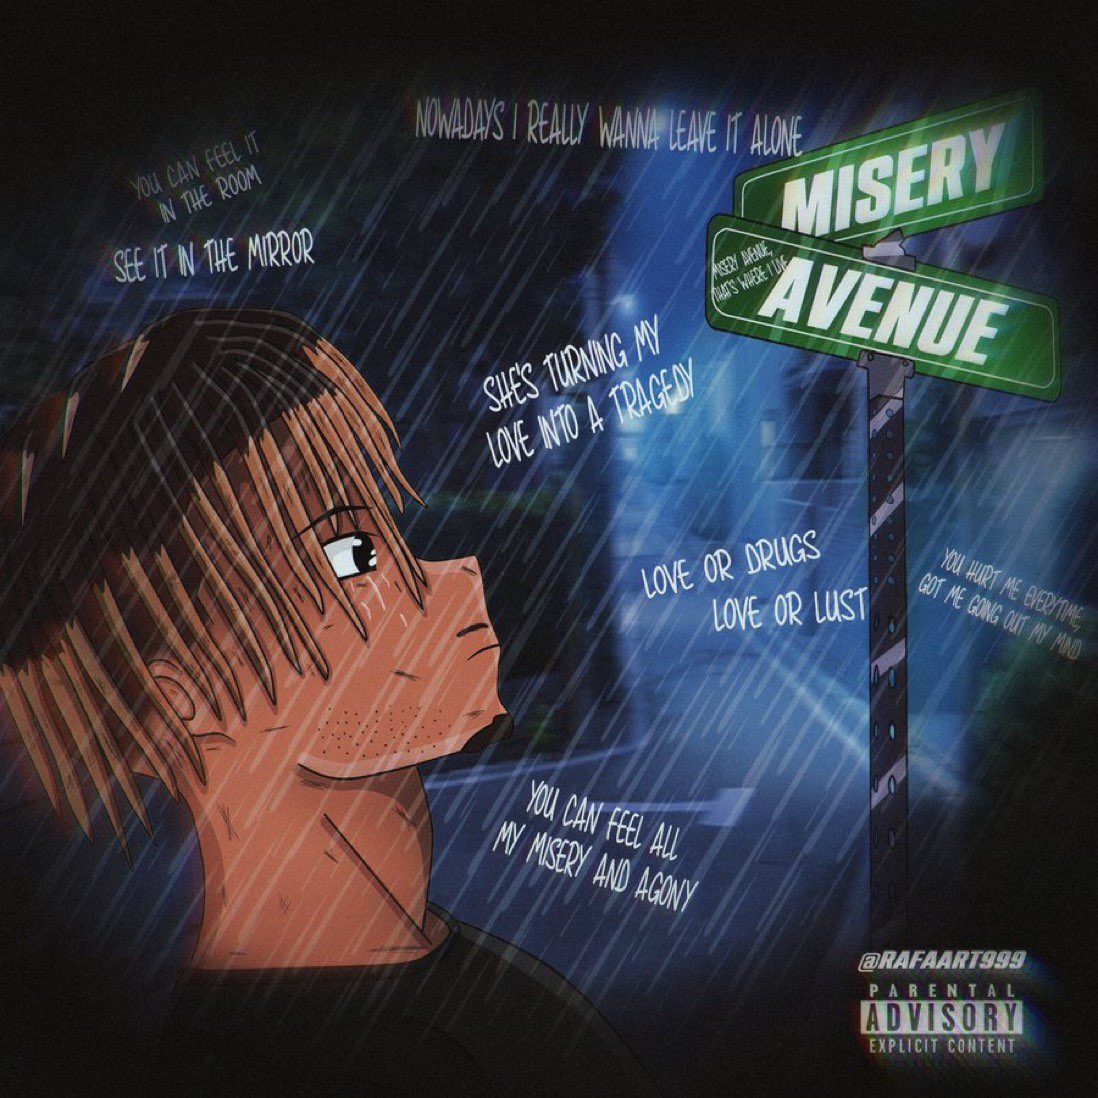 NOWADAYS I REALLY WANNA LEAVE IT ALONE
YOU CAN FEEL IT
IN THE ROOM
SEE IT IN THE MIRROR
MISERY
AVENUE
MISERY AVENUE,
THAT'S WHERE I LIVE
SHE'S TURNING MY
LOVE INTO A TRAGEDY
LOVE OR DRUGS
LOVE OR LUST
YOU HURT ME EVERYTIME
GOT ME GOING OUT MY MIND
YOU CAN FEEL ALL
MY MISERY AND AGONY
@RAFAART999
PARENTAL
ADVISORY
EXPLICIT CONTENT